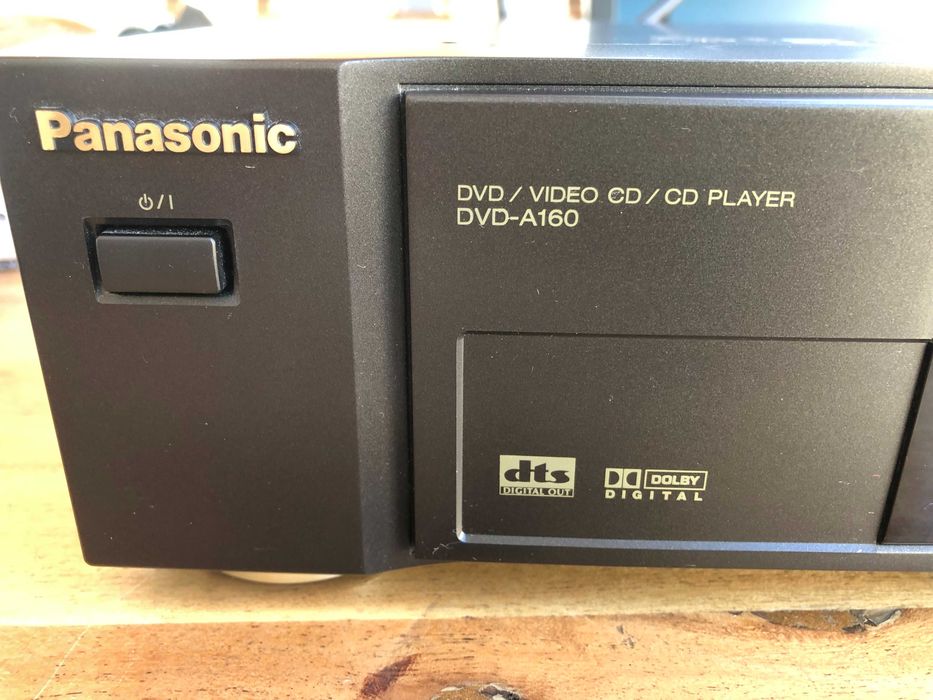 Panasonic
⏻/I
DVD / VIDEO CD / CD PLAYER
DVD-A160
dts
DIGITAL OUT
DOLBY
DIGITAL